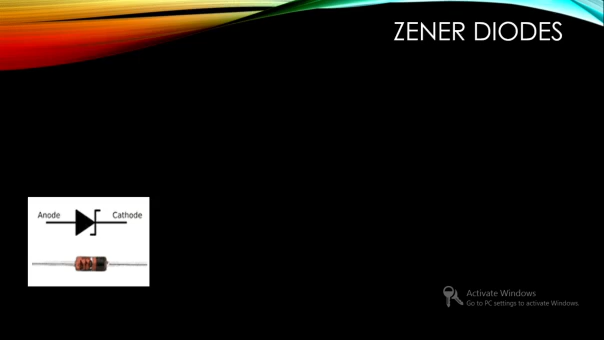 ZENER DIODES
Anode Cathode
Activate Windows
Go to PC settings to activate Windows.